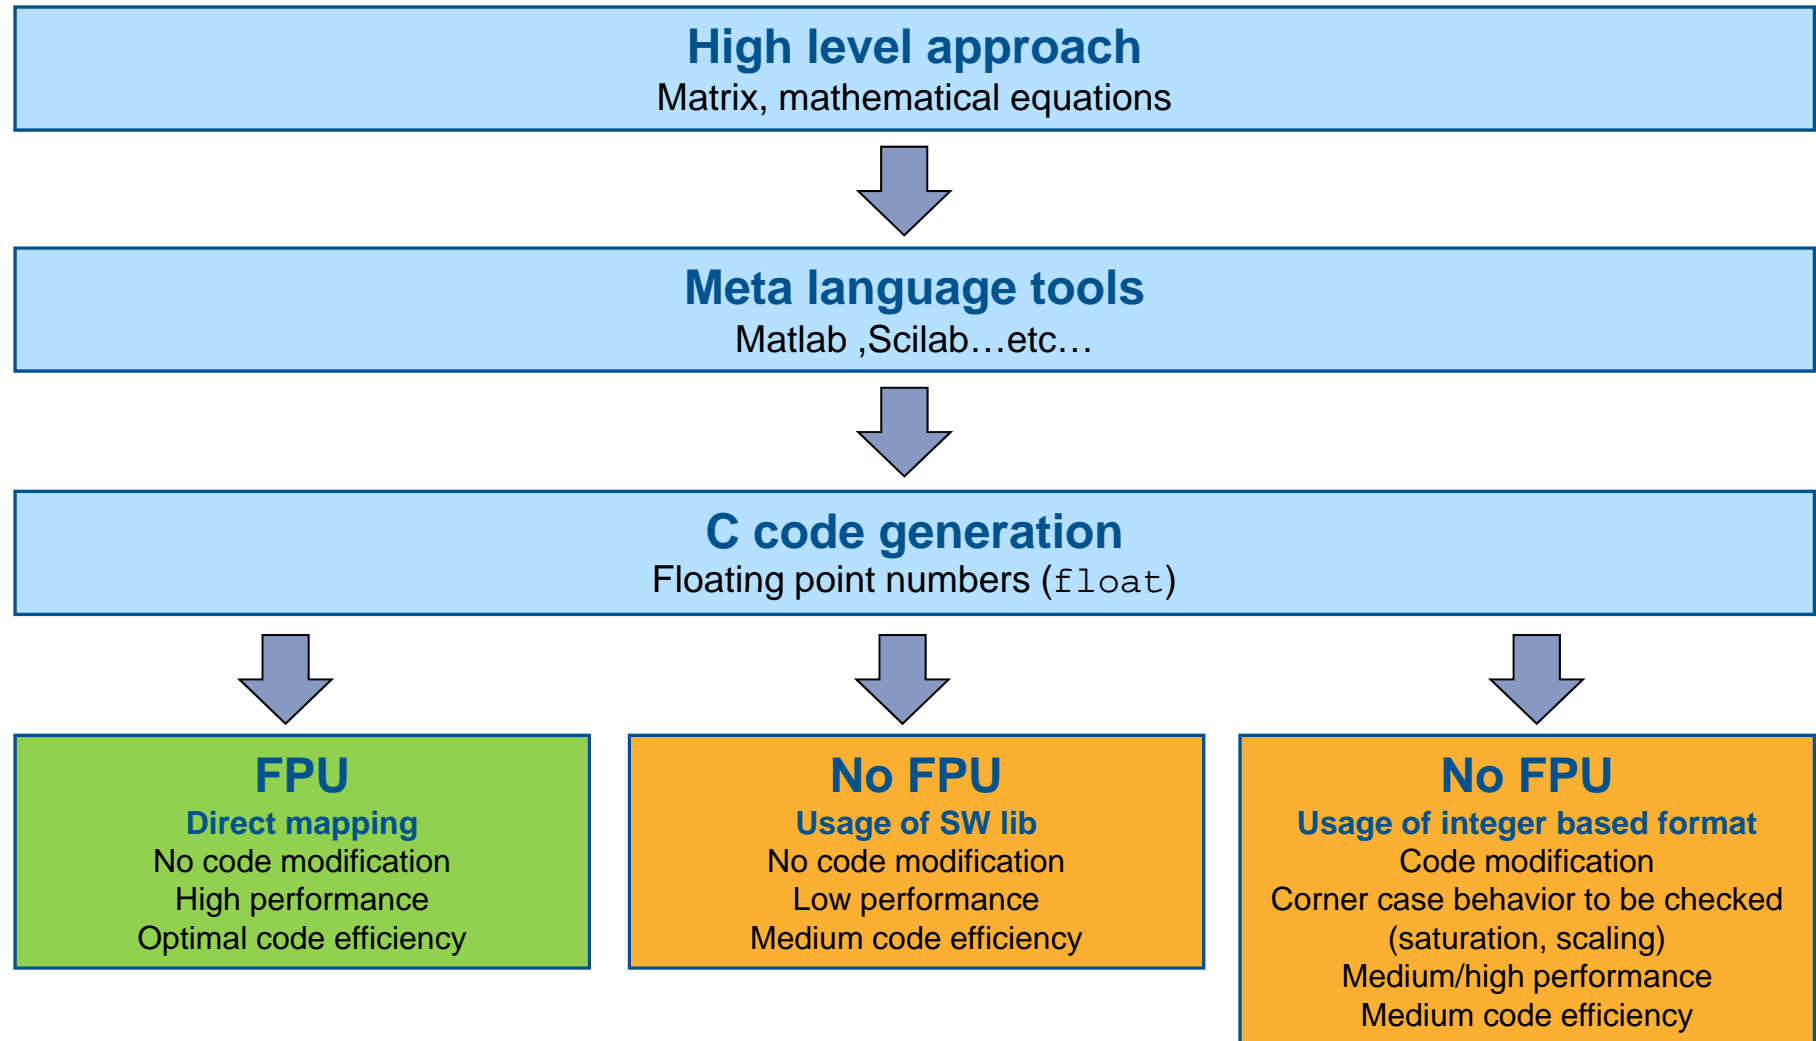 High level approach
Matrix, mathematical equations
Meta language tools
Matlab ,Scilab…etc…
C code generation
Floating point numbers (float)
FPU
Direct mapping
No code modification
High performance
Optimal code efficiency
No FPU
Usage of SW lib
No code modification
Low performance
Medium code efficiency
No FPU
Usage of integer based format
Code modification
Corner case behavior to be checked
(saturation, scaling)
Medium/high performance
Medium code efficiency